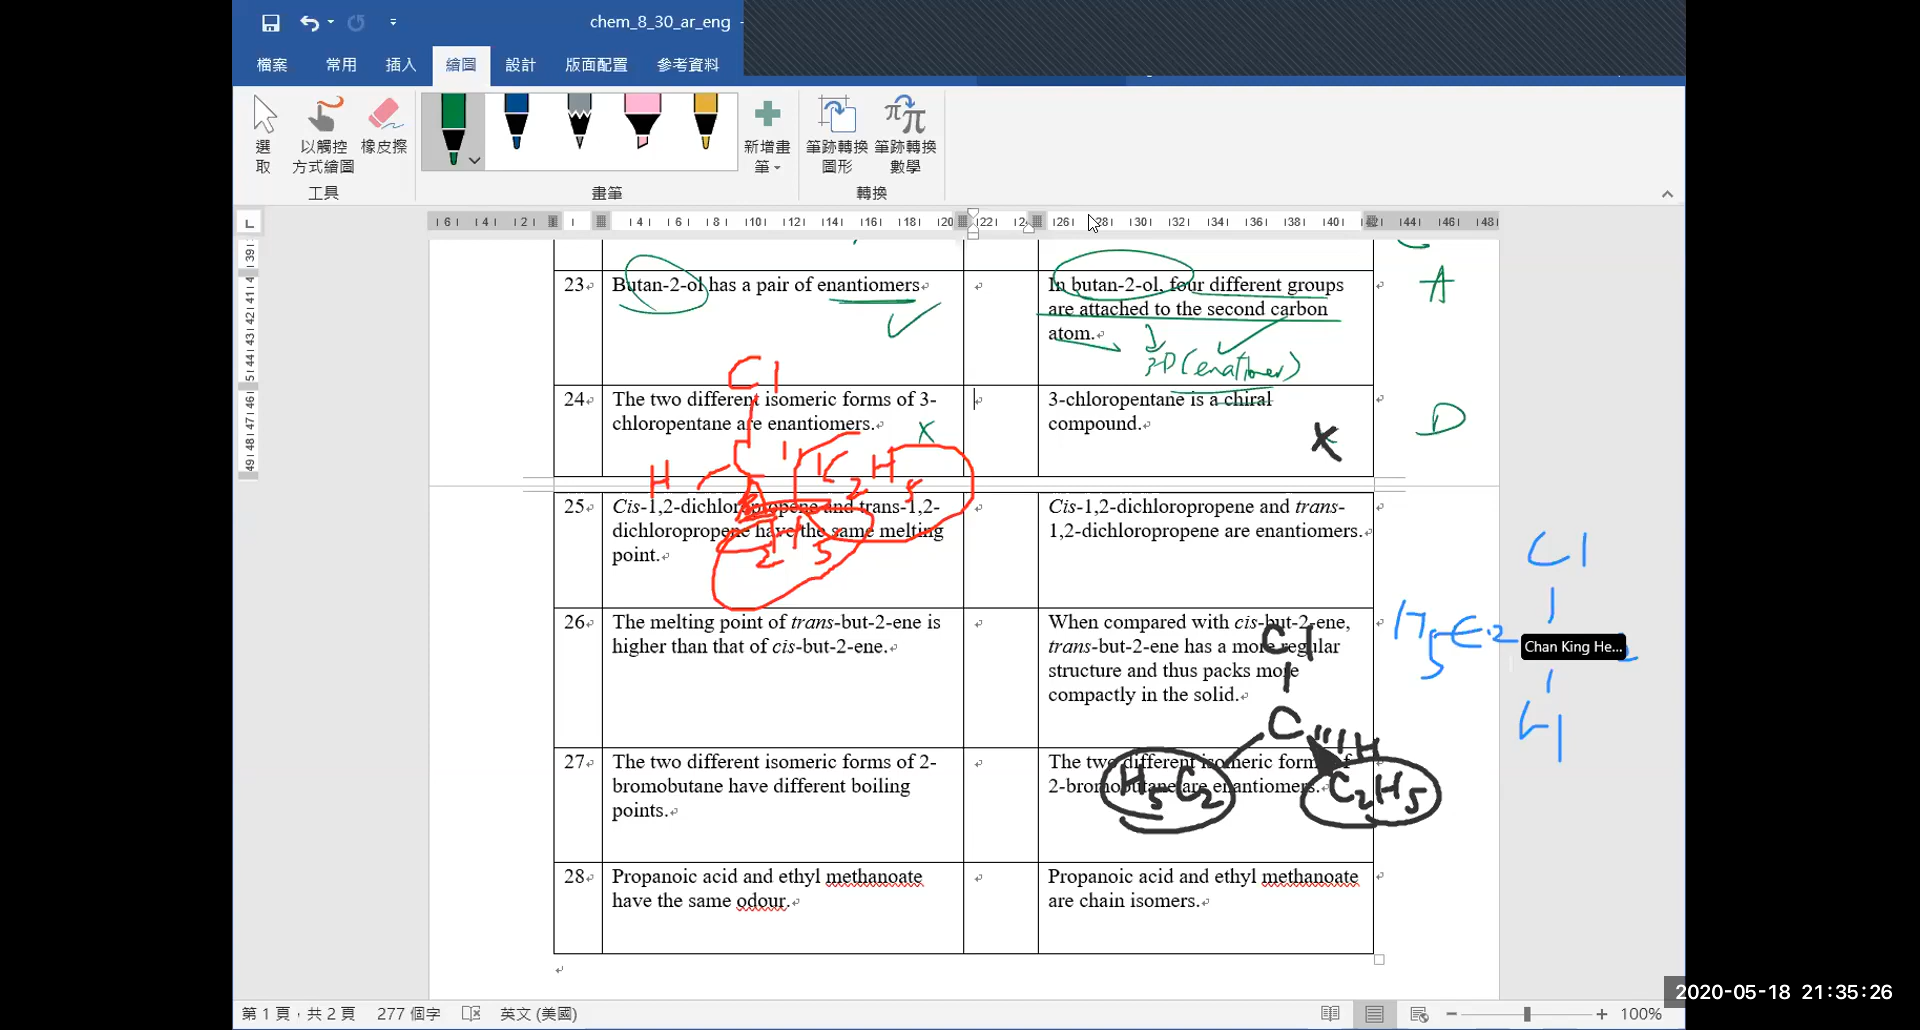 chem_8_30_ar_eng -
檔案 常用 插入 繪圖 設計 版面配置 參考資料
選取
以觸控方式繪圖
橡皮擦
工具
畫筆
新增畫筆
筆跡轉換圖形
筆跡轉換數學
轉換
23 Butan-2-ol has a pair of enantiomers
In butan-2-ol, four different groups
are attached to the second carbon
atom.
A
3-D (enatiomer)
Cl
24 The two different isomeric forms of 3-
chloropentane are enantiomers.
X
3-chloropentane is a chiral
compound.
X
D
H C C2H5
25 Cis-1,2-dichloropropene and trans-1,2-
dichloropropene have the same melting
point.
Cis-1,2-dichloropropene and trans-
1,2-dichloropropene are enantiomers.
Cl
26 The melting point of trans-but-2-ene is
higher than that of cis-but-2-ene.
When compared with cis-but-2-ene,
trans-but-2-ene has a more regular
structure and thus packs more
compactly in the solid.
Chan King He...
Cl
C
H
H5C2
C2H5
27 The two different isomeric forms of 2-
bromobutane have different boiling
points.
The two different isomeric forms of
2-bromobutane are enantiomers.
28 Propanoic acid and ethyl methanoate
have the same odour.
Propanoic acid and ethyl methanoate
are chain isomers.
2020-05-18 21:35:26
第 1 頁，共 2 頁 277 個字 英文 (美國) 100%